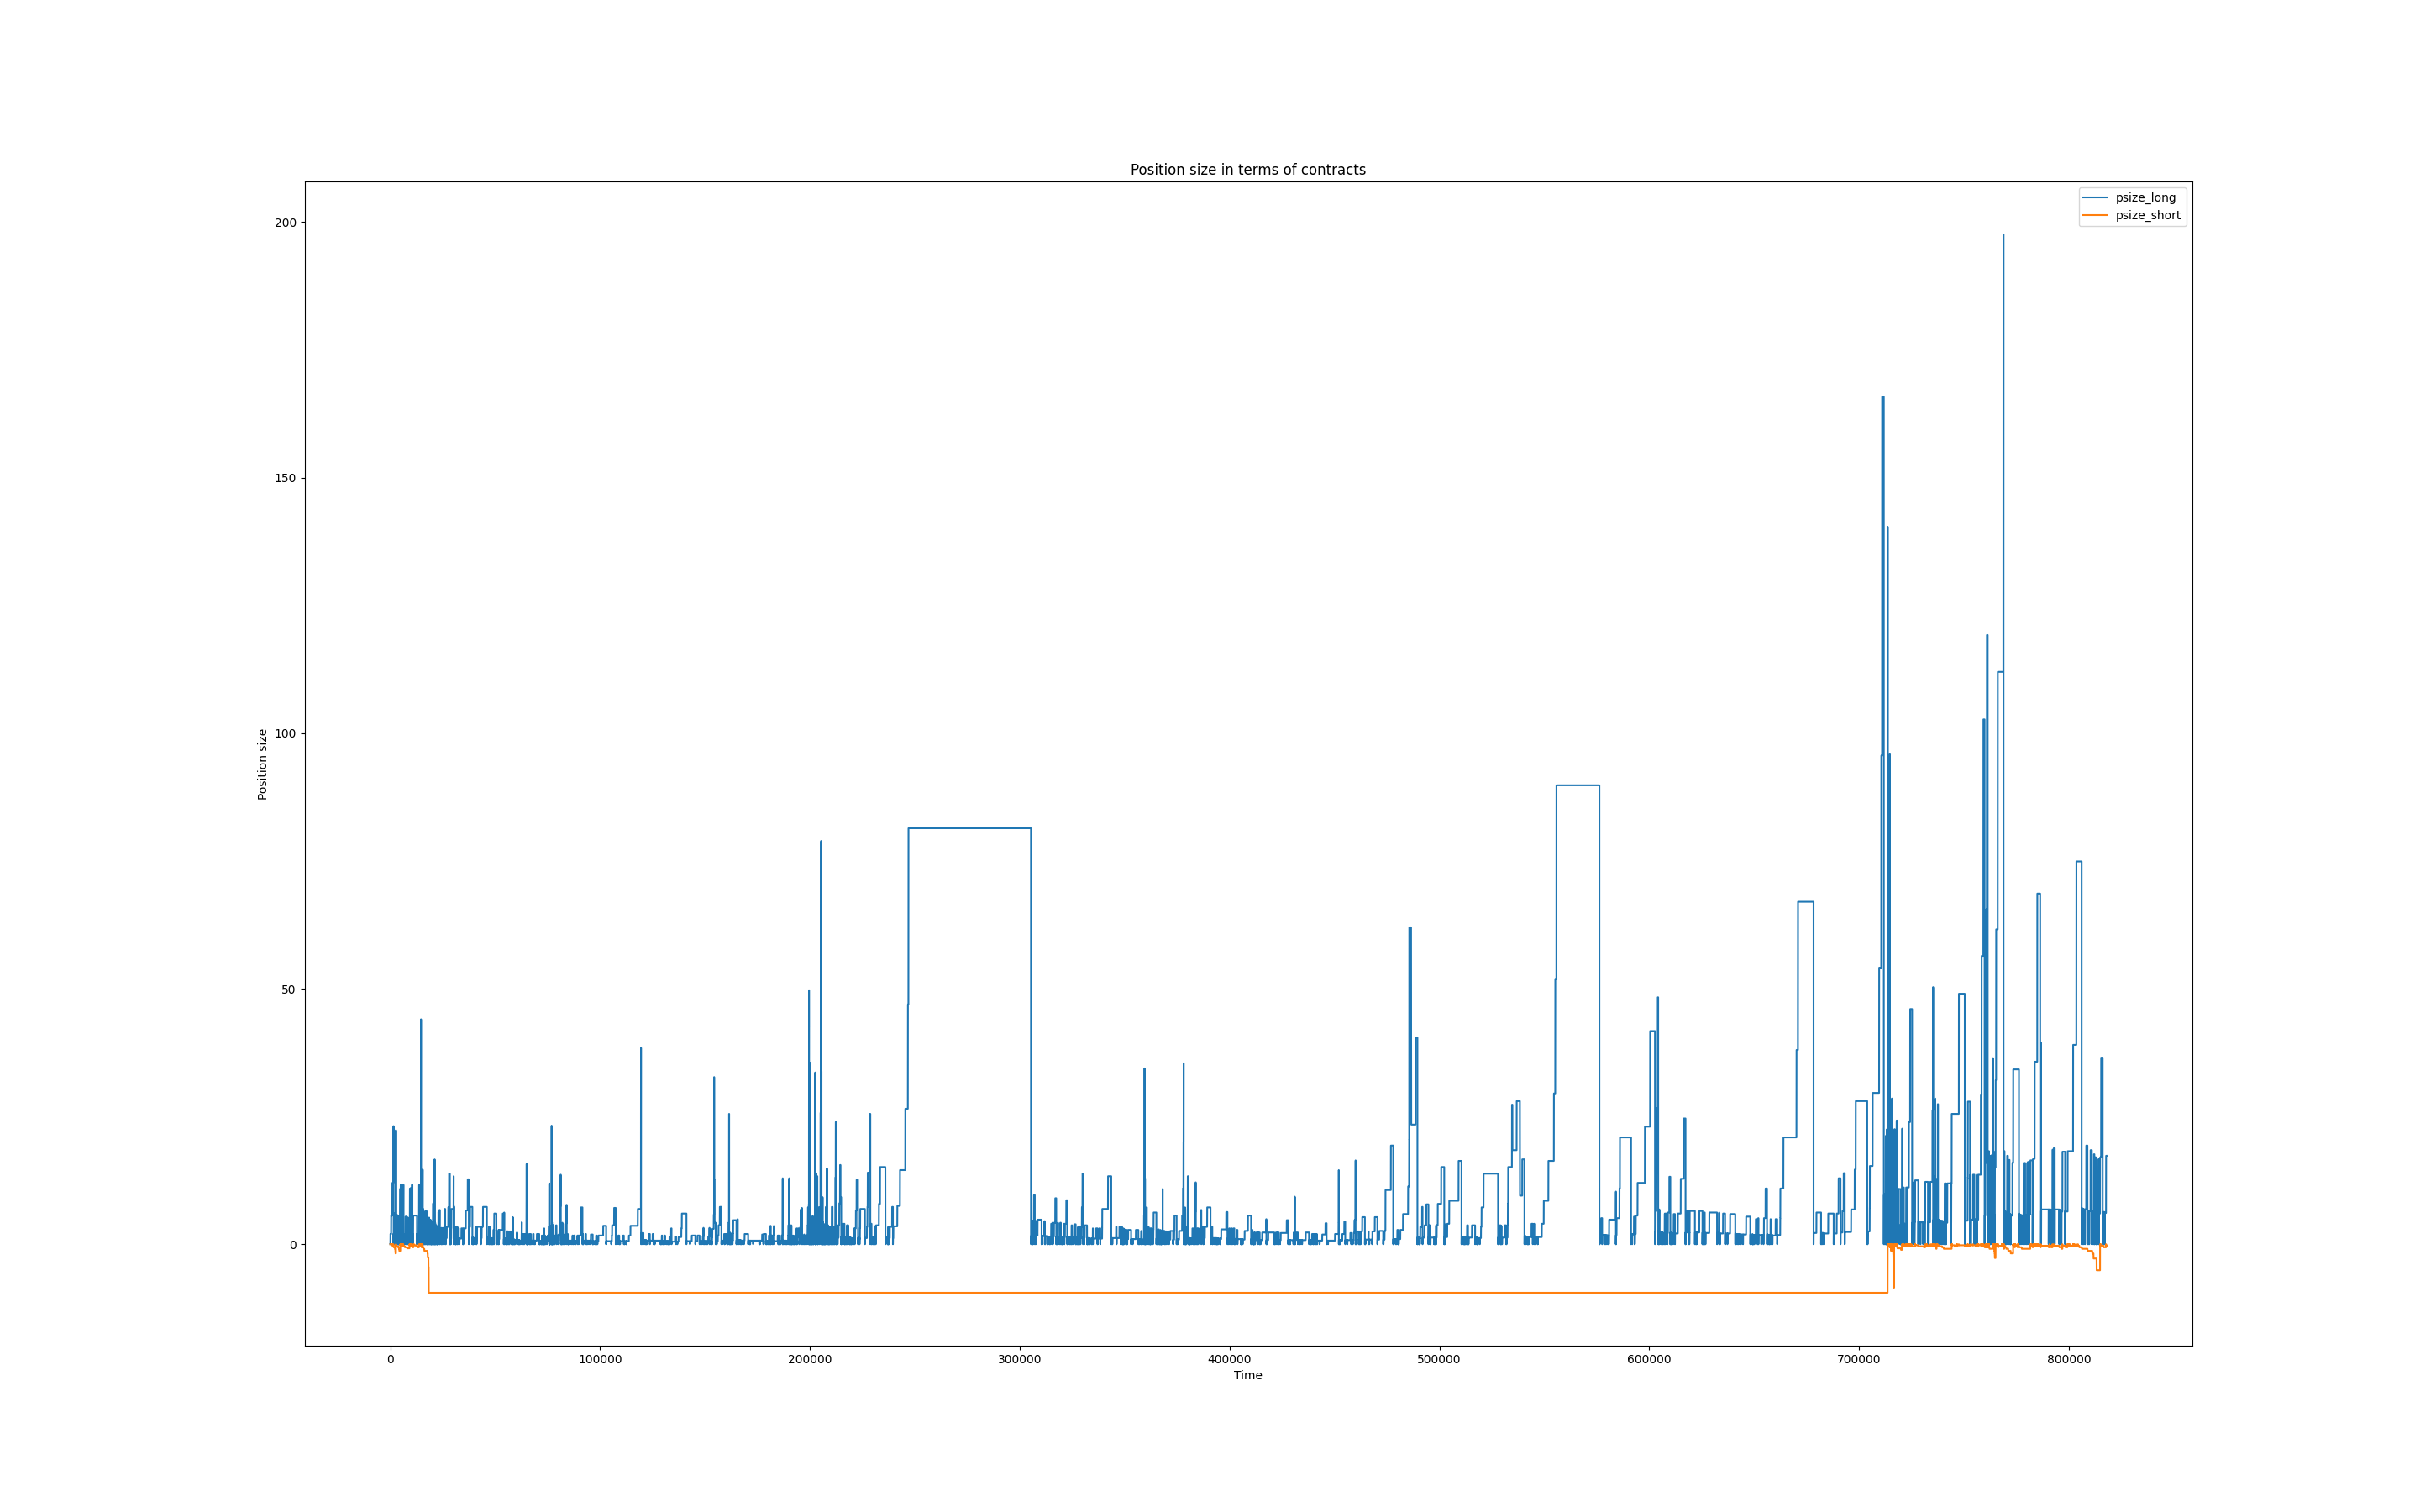 Position size in terms of contracts
psize_long
psize_short
200
150
100
50
0
Position size
0
100000
200000
300000
400000
500000
600000
700000
800000
Time